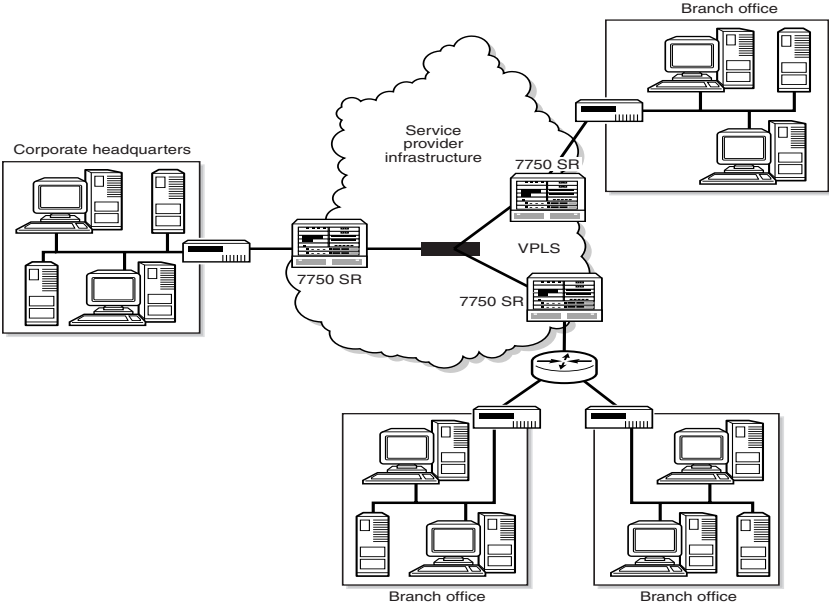 Branch office
Service
provider
infrastructure
Corporate headquarters
7750 SR
VPLS
7750 SR
7750 SR
Branch office
Branch office